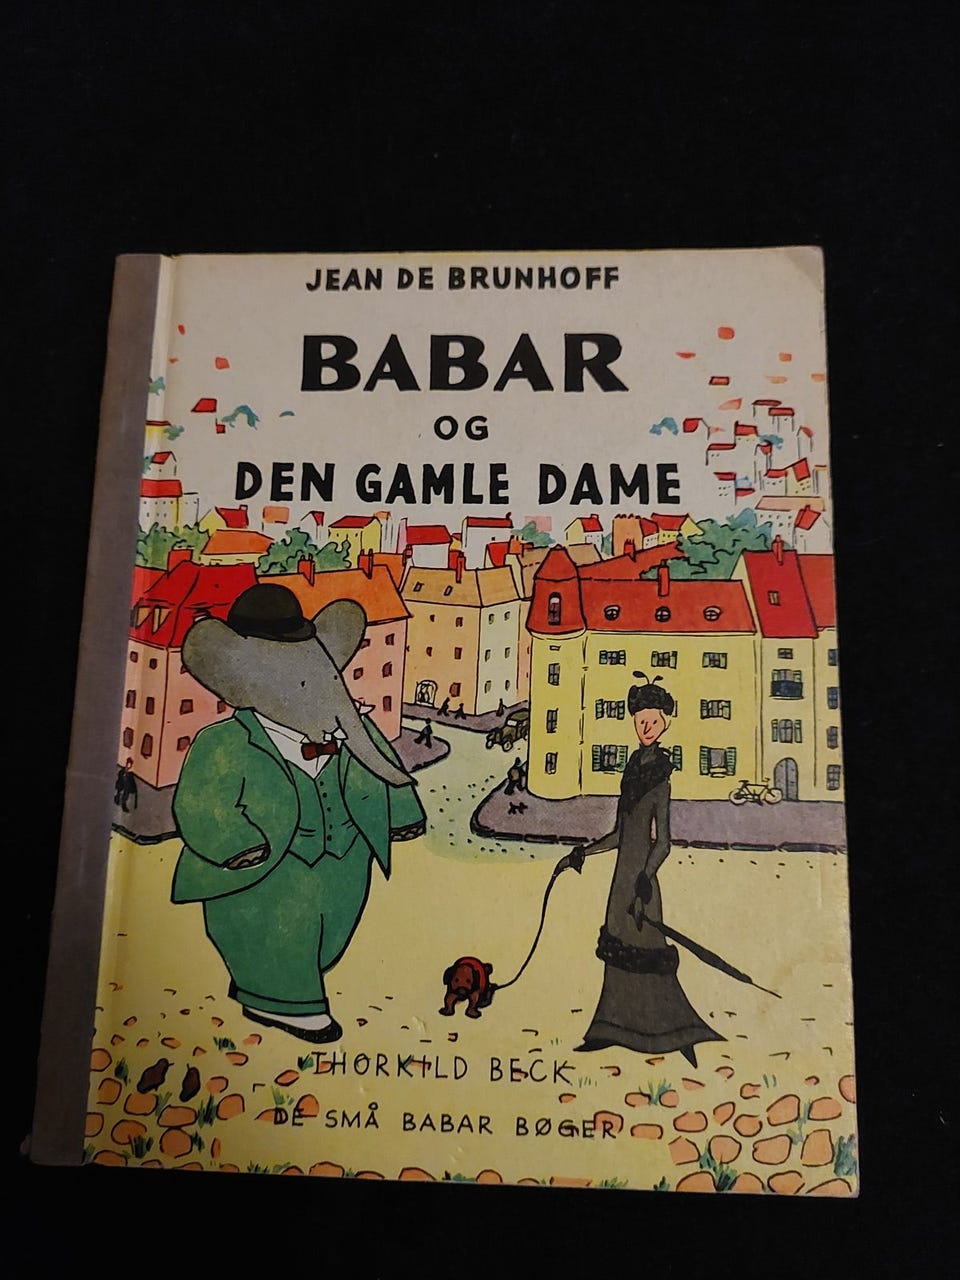 JEAN DE BRUNHOFF
BABAR
OG
DEN GAMLE DAME
THORKILD BECK
DE SMÅ BABAR BØGER